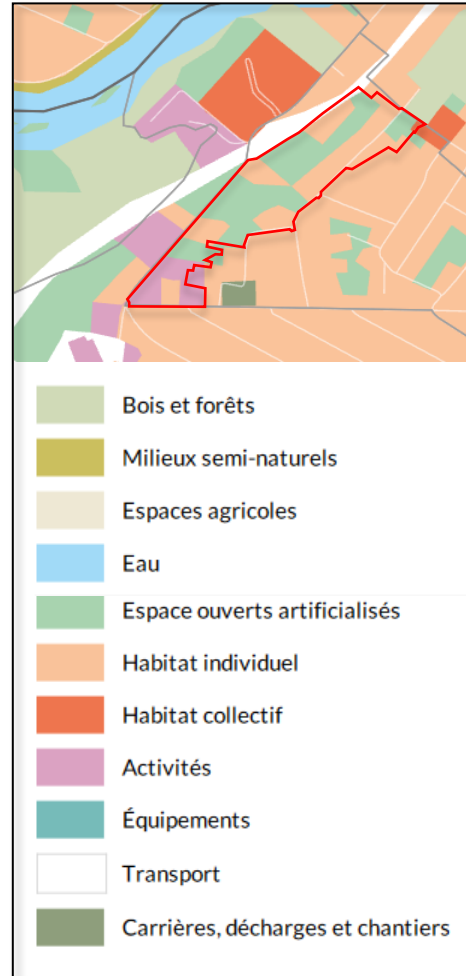 Bois et forêts
Milieux semi-naturels
Espaces agricoles
Eau
Espace ouverts artificialisés
Habitat individuel
Habitat collectif
Activités
Équipements
Transport
Carrières, décharges et chantiers